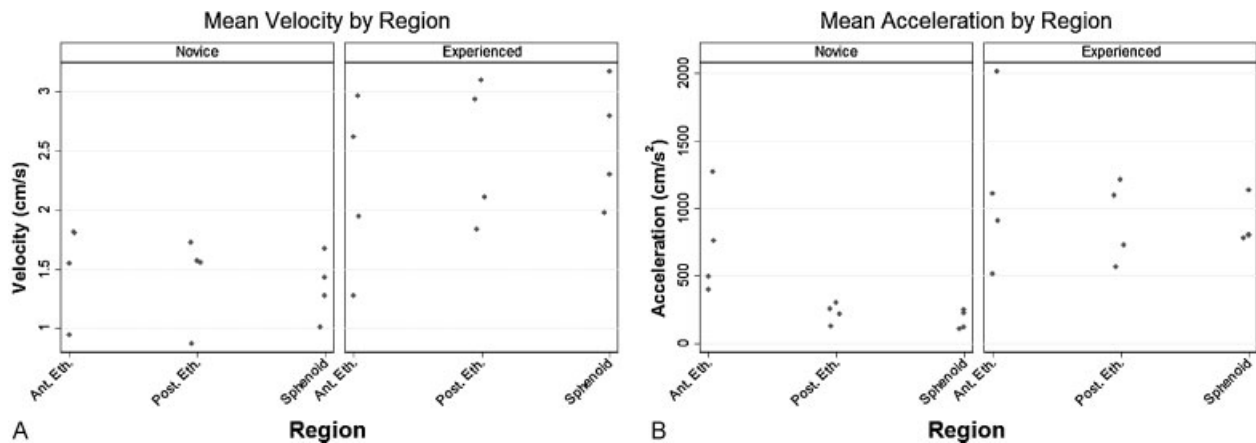 Mean Velocity by Region
Novice
Experienced
Velocity (cm/s)
3
2.5
2
1.5
1
Ant. Eth.
Post. Eth.
Sphenoid
Ant. Eth.
Post. Eth.
Sphenoid
A
Region
Mean Acceleration by Region
Novice
Experienced
Acceleration (cm/s²)
2000
1500
1000
500
0
Ant. Eth.
Post. Eth.
Sphenoid
Ant. Eth.
Post. Eth.
Sphenoid
B
Region